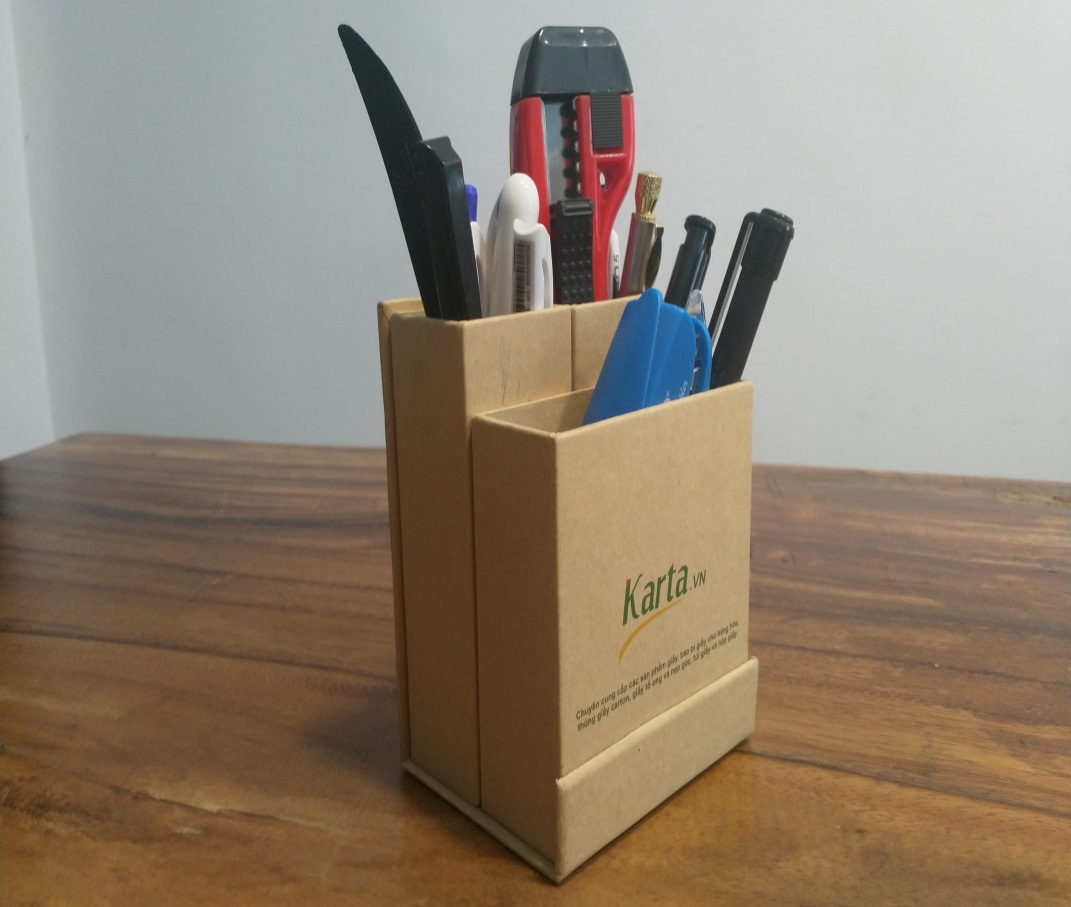 Karta.VN
Chuyên cung cấp các sản phẩm giấy, bao bì giấy cho hàng hóa,
thùng giấy carton, giấy tổ ong và nẹp góc, túi giấy và hộp giấy.